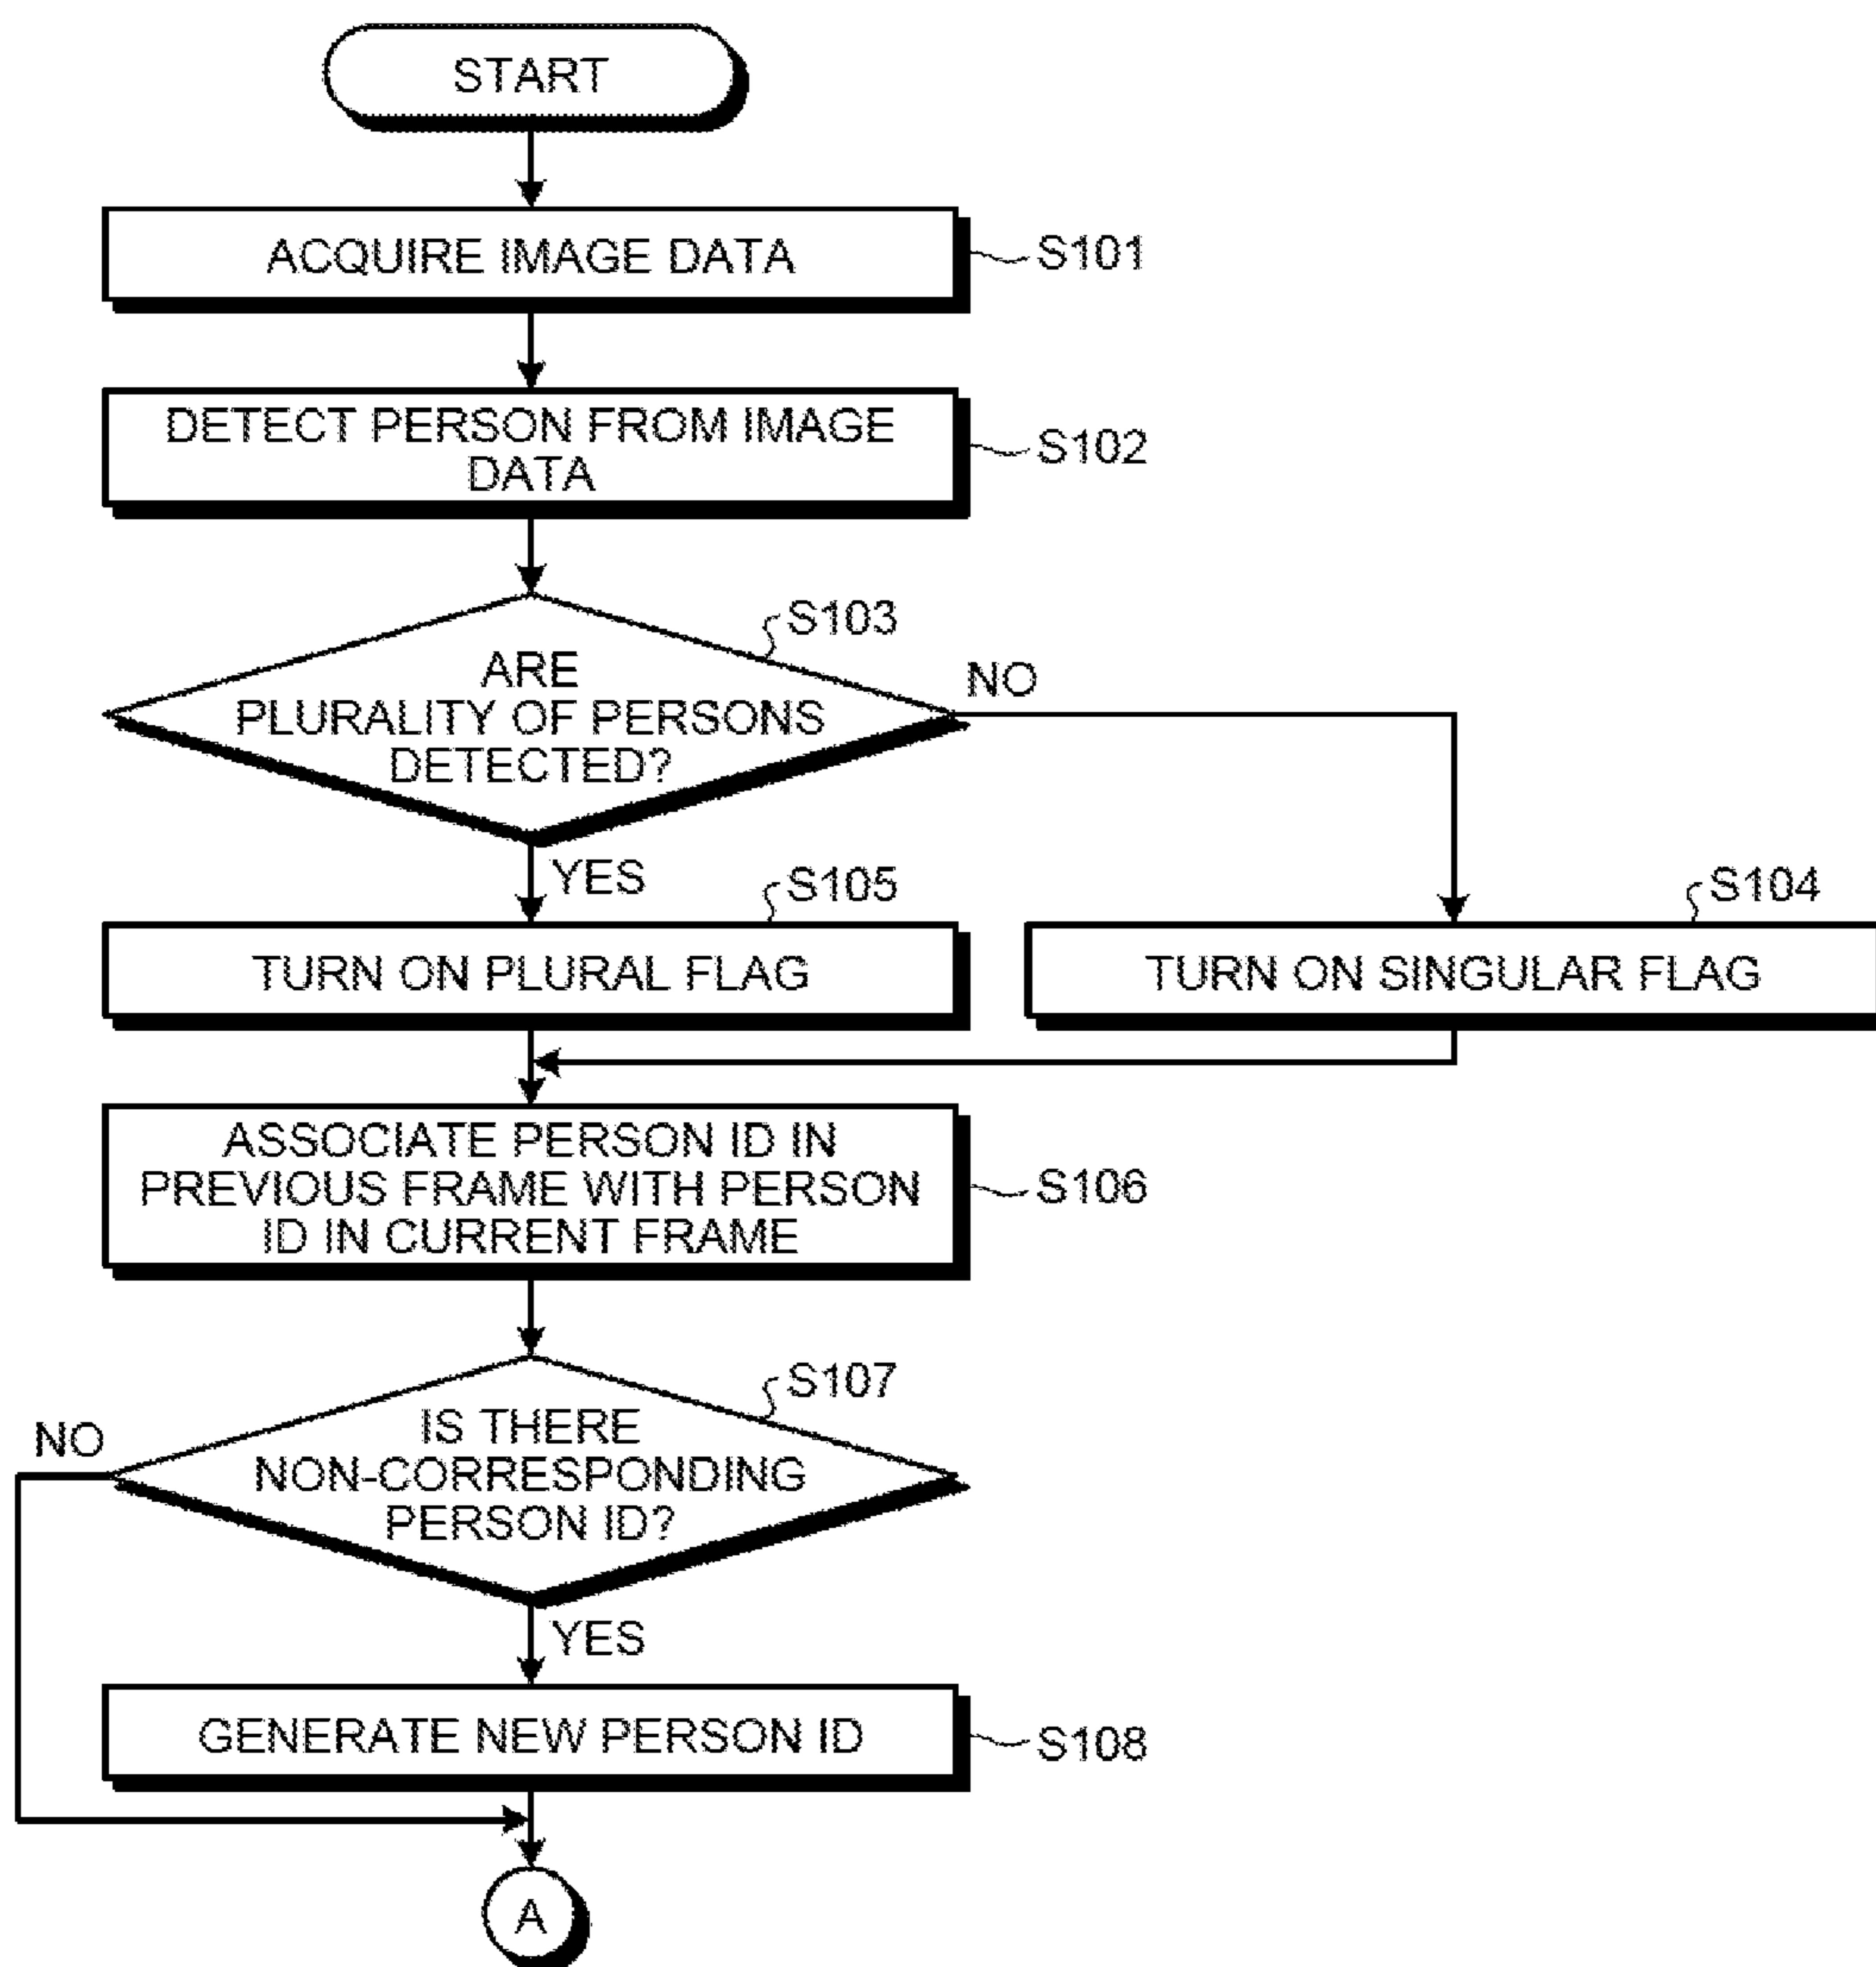 START
ACQUIRE IMAGE DATA
S101
DETECT PERSON FROM IMAGE
DATA
S102
S103
ARE
PLURALITY OF PERSONS
DETECTED?
NO
YES
S105
TURN ON PLURAL FLAG
S104
TURN ON SINGULAR FLAG
ASSOCIATE PERSON ID IN
PREVIOUS FRAME WITH PERSON
ID IN CURRENT FRAME
S106
S107
IS THERE
NON-CORRESPONDING
PERSON ID?
NO
YES
GENERATE NEW PERSON ID
S108
A